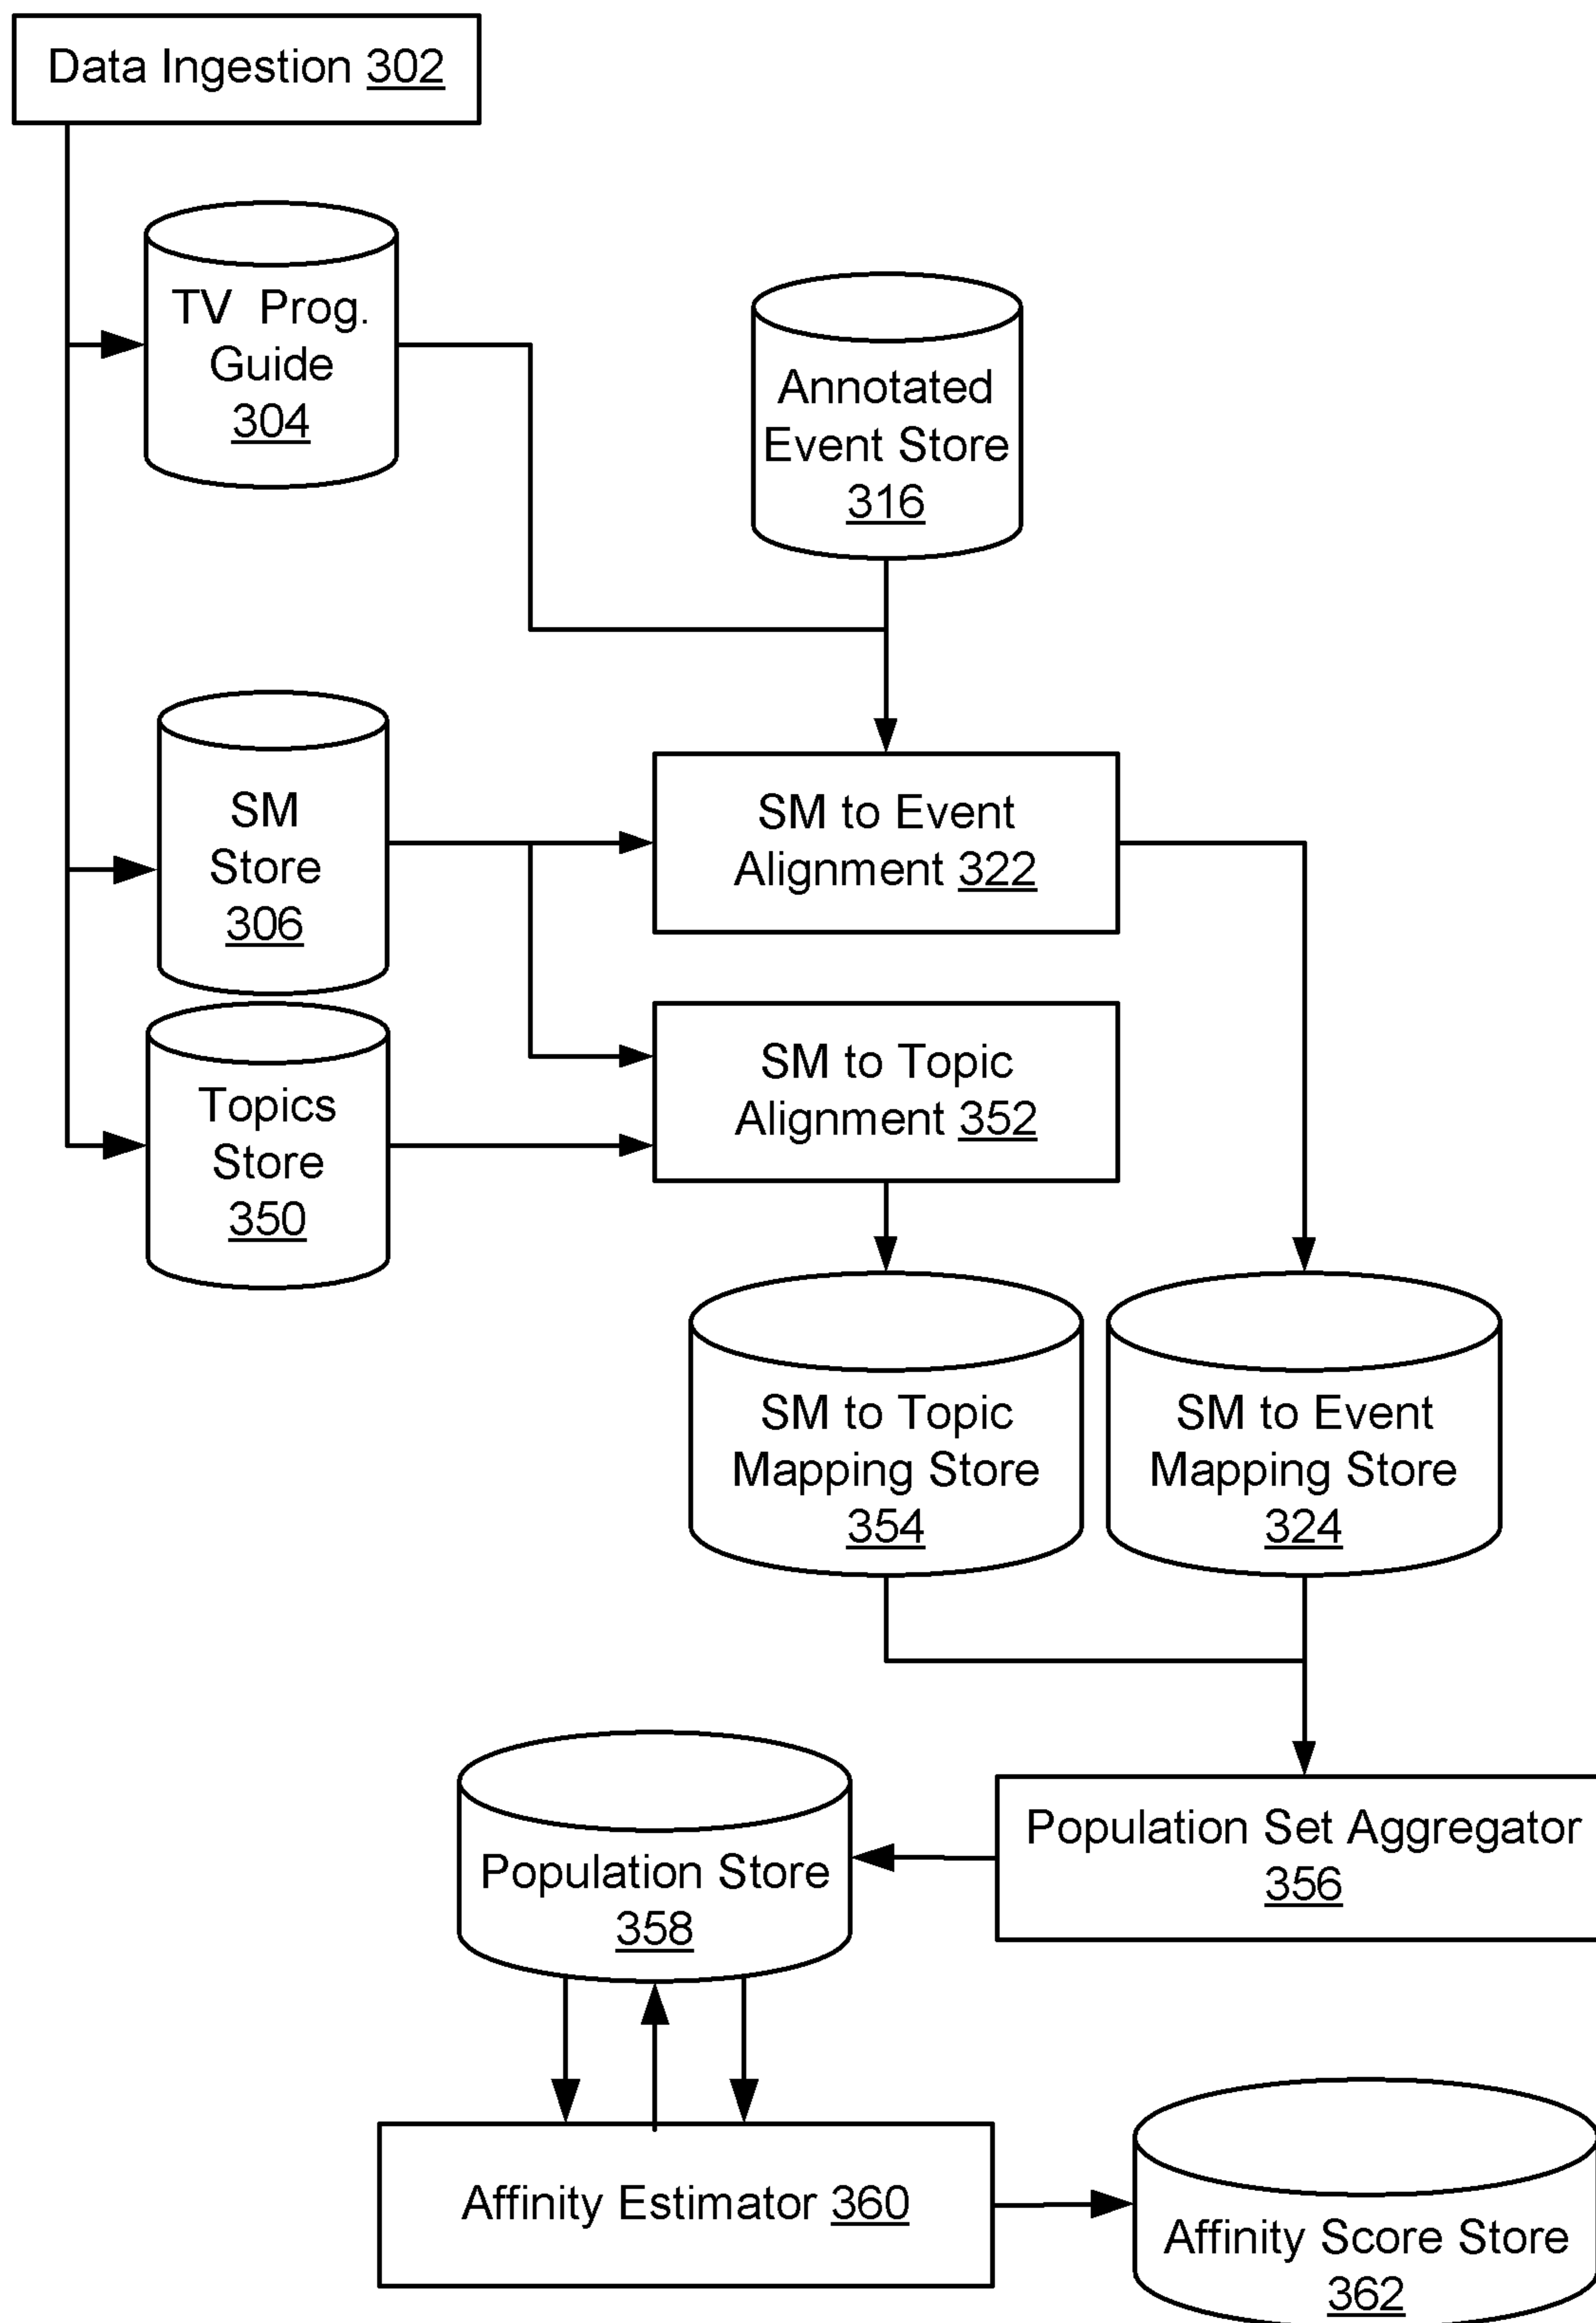 Data Ingestion 302
TV Prog.
Guide
304
Annotated
Event Store
316
SM
Store
306
SM to Event
Alignment 322
Topics
Store
350
SM to Topic
Alignment 352
SM to Topic
Mapping Store
354
SM to Event
Mapping Store
324
Population Set Aggregator
356
Population Store
358
Affinity Estimator 360
Affinity Score Store
362